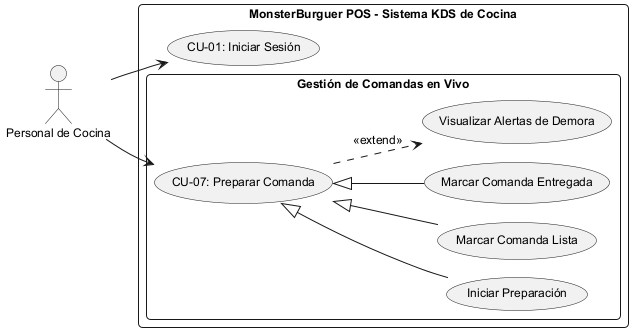 MonsterBurguer POS - Sistema KDS de Cocina
CU-01: Iniciar Sesión
Gestión de Comandas en Vivo
Personal de Cocina
Visualizar Alertas de Demora
«extend»
CU-07: Preparar Comanda
Marcar Comanda Entregada
Marcar Comanda Lista
Iniciar Preparación